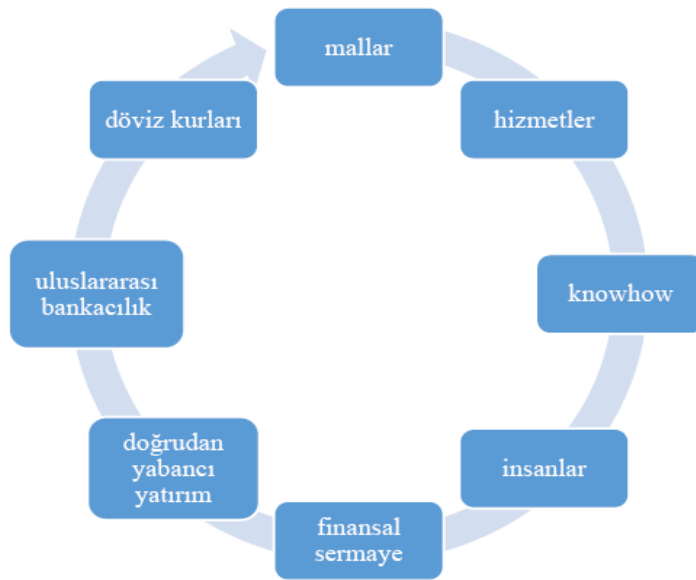 mallar
hizmetler
knowhow
insanlar
finansal
sermaye
doğrudan
yabancı
yatırım
uluslararası
bankacılık
döviz kurları